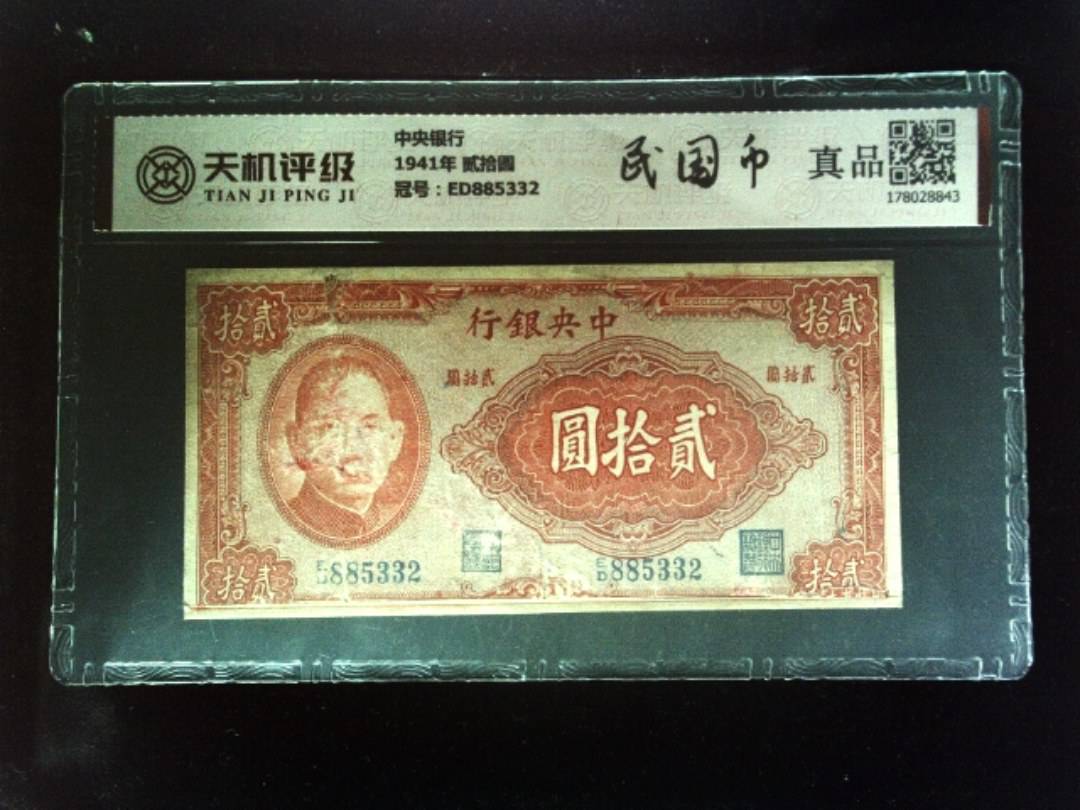 天机评级
TIAN JI PING JI
中央银行
1941年 贰拾圓
冠号：ED885332
民国币
真品
178028843
拾貳
行銀央中
拾貳
圓拾貳
圓拾貳
圓拾貳
E/D885332
E/D885332
拾貳
拾貳